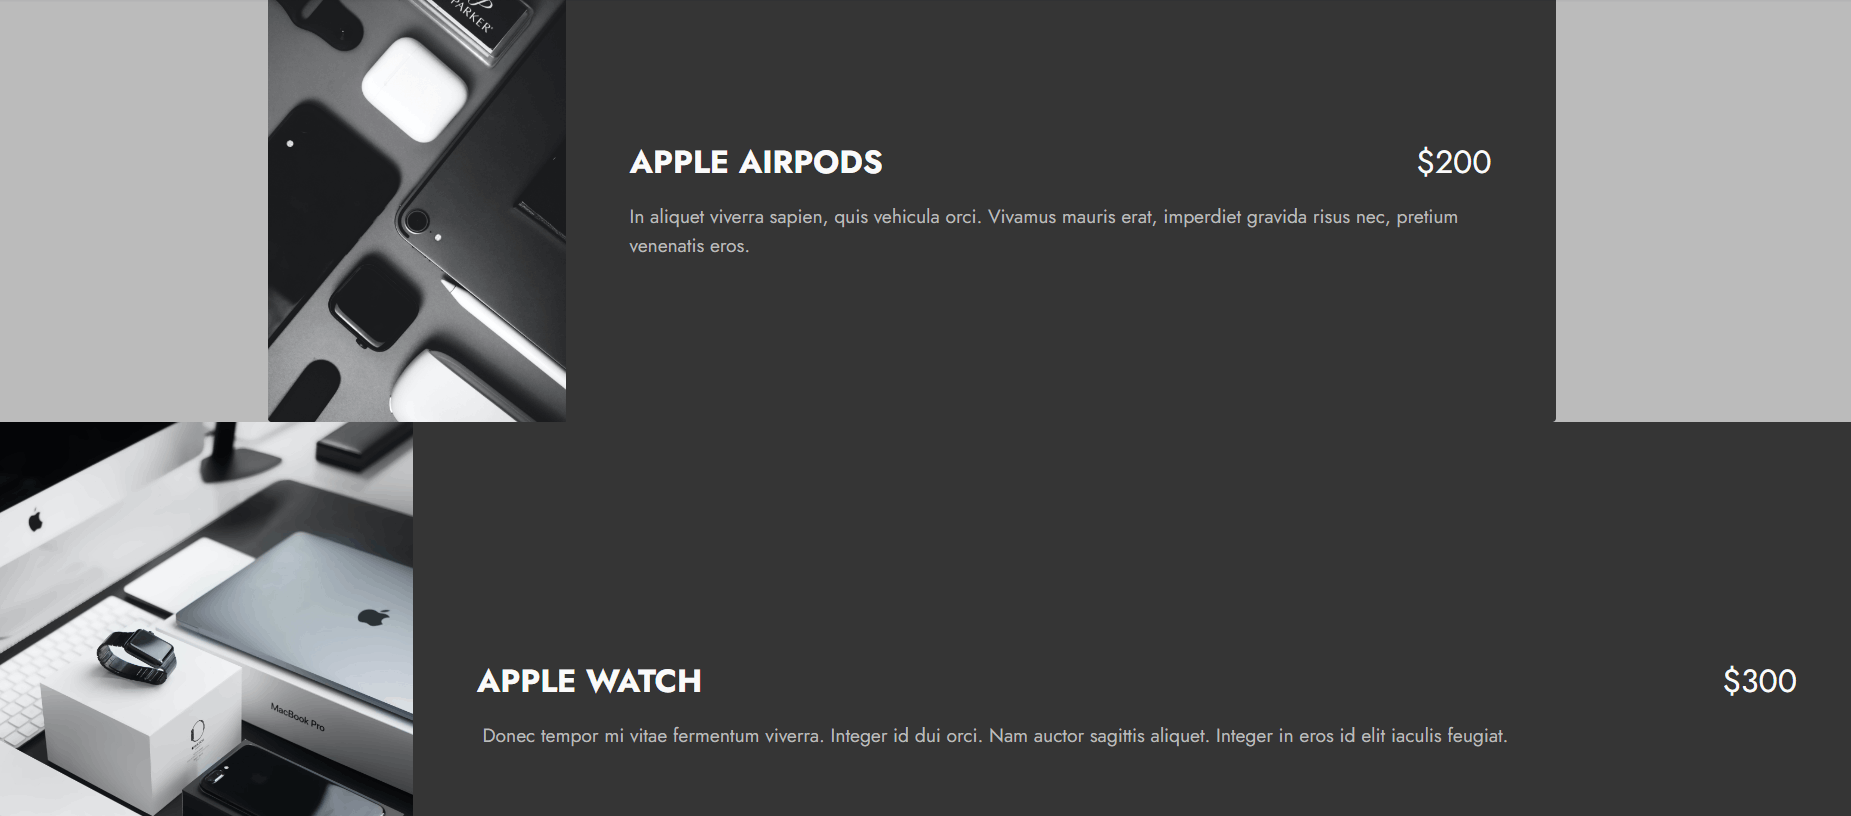 PARKER
APPLE AIRPODS
$200
In aliquet viverra sapien, quis vehicula orci. Vivamus mauris erat, imperdiet gravida risus nec, pretium
venenatis eros.
MacBook Pro
APPLE WATCH
$300
Donec tempor mi vitae fermentum viverra. Integer id dui orci. Nam auctor sagittis aliquet. Integer in eros id elit iaculis feugiat.